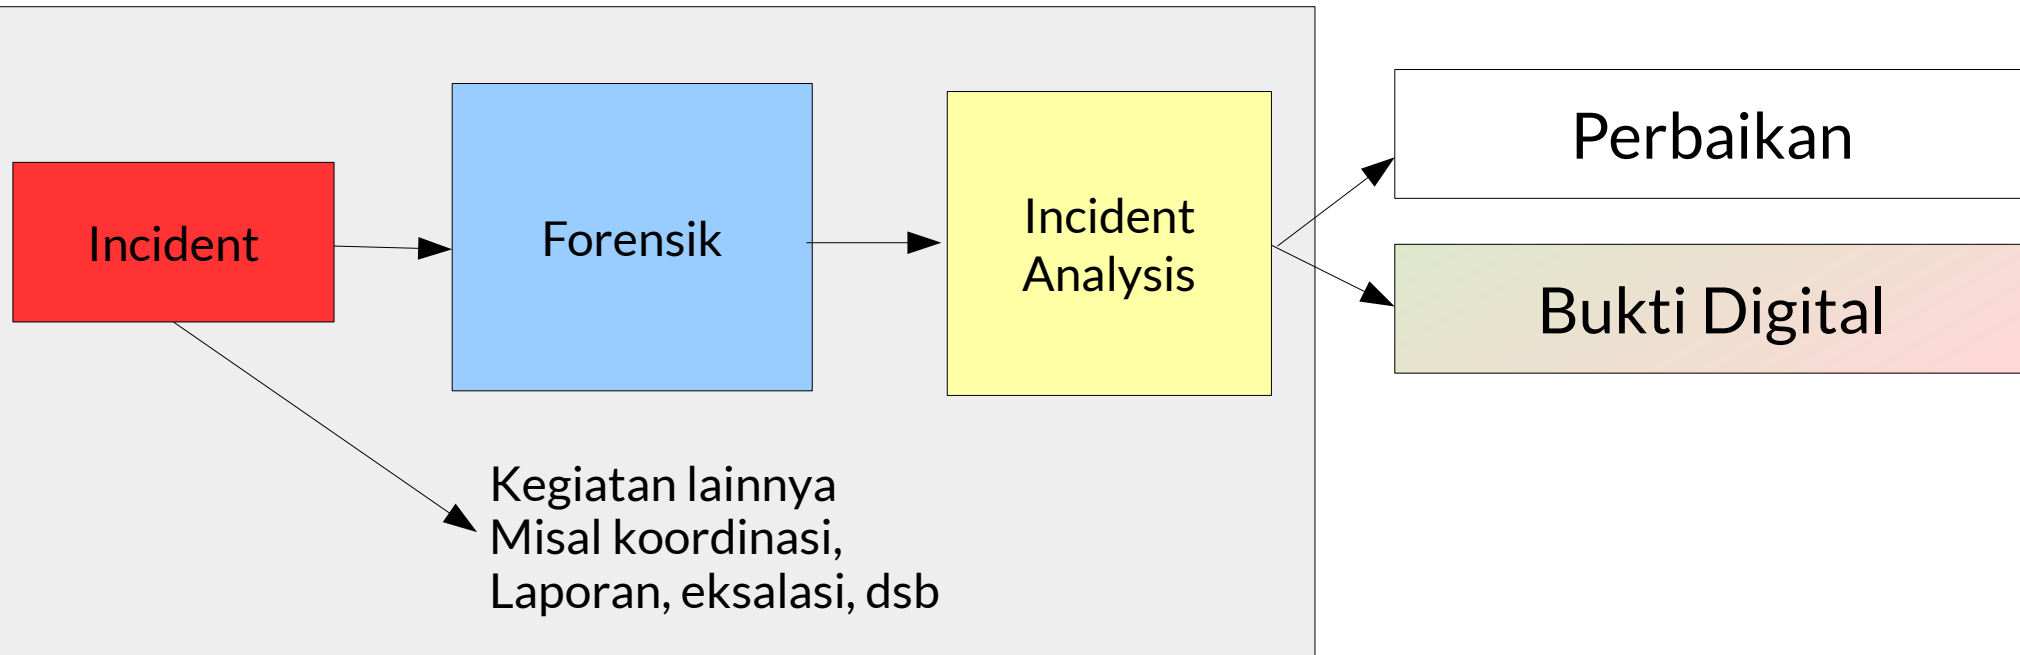 Incident
Forensik
Incident
Analysis
Perbaikan
Bukti Digital
Kegiatan lainnya
Misal koordinasi,
Laporan, eksalasi, dsb